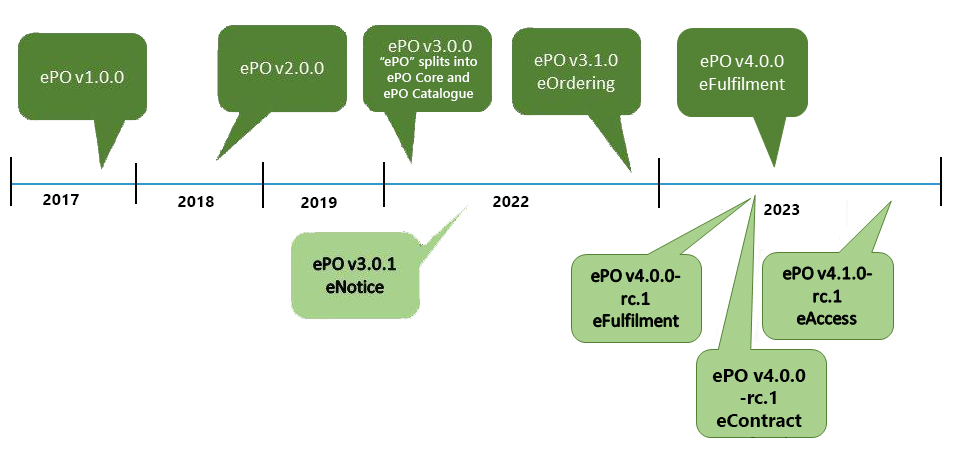 ePO v1.0.0
ePO v2.0.0
ePO v3.0.0
“ePO” splits into
ePO Core and
ePO Catalogue
ePO v3.1.0
eOrdering
ePO v4.0.0
eFulfilment
2017
2018
2019
2022
2023
ePO v3.0.1
eNotice
ePO v4.0.0-
rc.1
eFulfilment
ePO v4.1.0-
rc.1
eAccess
ePO v4.0.0
-rc.1
eContract